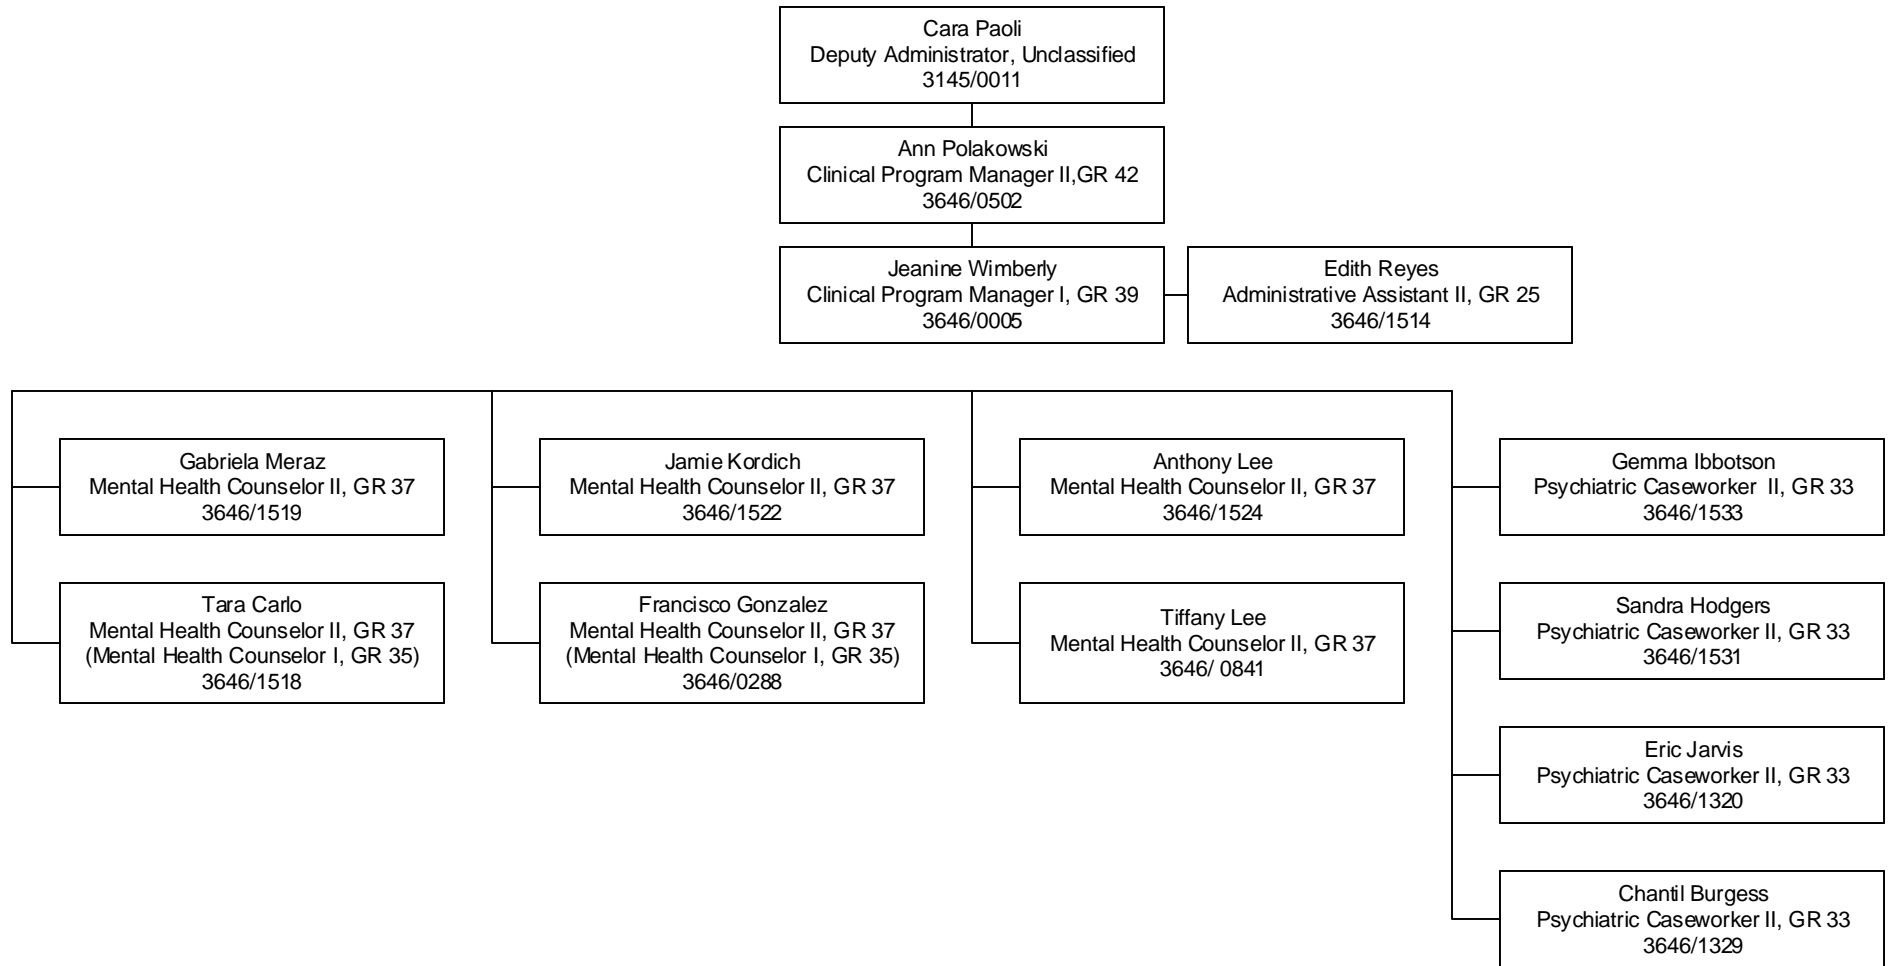 Cara Paoli
Deputy Administrator, Unclassified
3145/0011
Ann Polakowski
Clinical Program Manager II,GR 42
3646/0502
Jeanine Wimberly
Clinical Program Manager I, GR 39
3646/0005
Edith Reyes
Administrative Assistant II, GR 25
3646/1514
Gabriela Meraz
Mental Health Counselor II, GR 37
3646/1519
Jamie Kordich
Mental Health Counselor II, GR 37
3646/1522
Anthony Lee
Mental Health Counselor II, GR 37
3646/1524
Gemma Ibbotson
Psychiatric Caseworker  II, GR 33
3646/1533
Tara Carlo
Mental Health Counselor II, GR 37
(Mental Health Counselor I, GR 35)
3646/1518
Francisco Gonzalez
Mental Health Counselor II, GR 37
(Mental Health Counselor I, GR 35)
3646/0288
Tiffany Lee
Mental Health Counselor II, GR 37
3646/ 0841
Sandra Hodgers
Psychiatric Caseworker II, GR 33
3646/1531
Eric Jarvis
Psychiatric Caseworker II, GR 33
3646/1320
Chantil Burgess
Psychiatric Caseworker II, GR 33
3646/1329